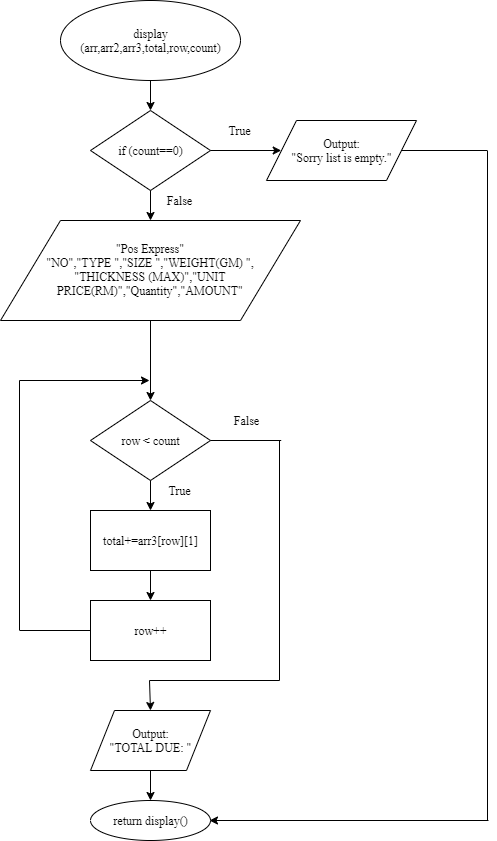 display
(arr,arr2,arr3,total,row,count)
True
if (count==0)
Output:
"Sorry list is empty."
False
"Pos Express"
"NO","TYPE ","SIZE ","WEIGHT(GM) ",
"THICKNESS (MAX)","UNIT
PRICE(RM)","Quantity","AMOUNT"
False
row < count
True
total+=arr3[row][1]
row++
Output:
"TOTAL DUE: "
return display()